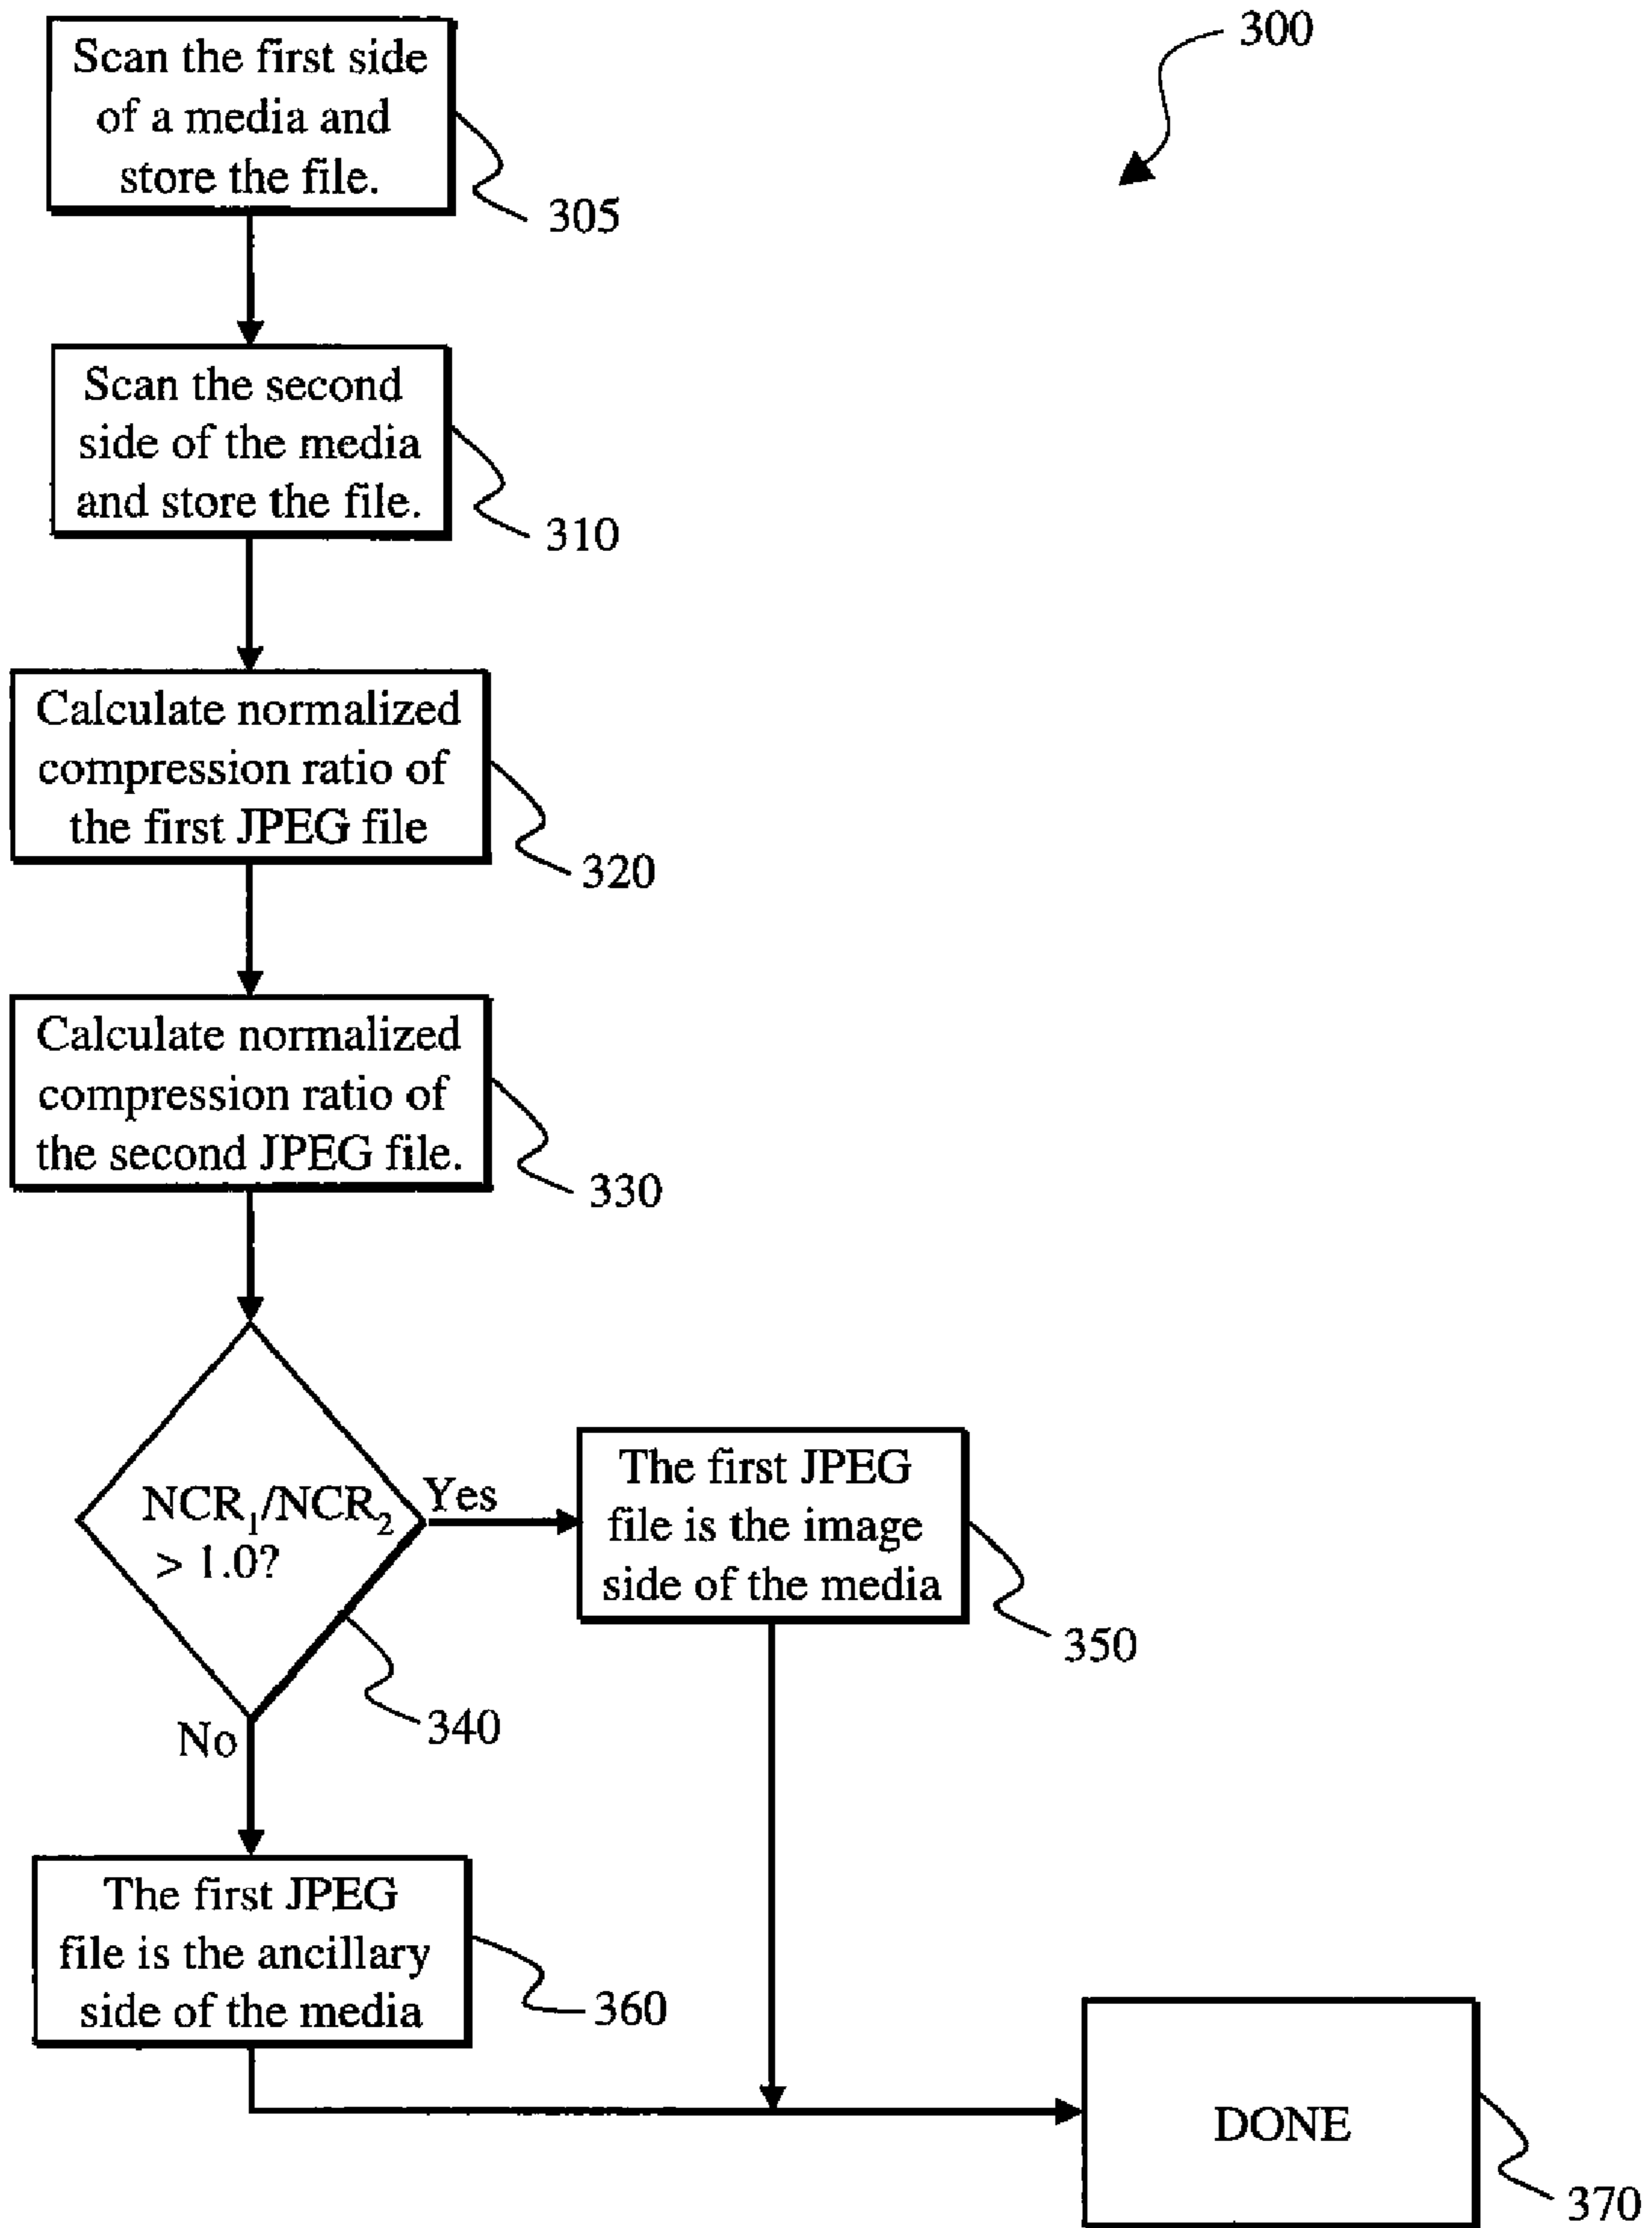 300
Scan the first side
of a media and
store the file.
305
Scan the second
side of the media
and store the file.
310
Calculate normalized
compression ratio of
the first JPEG file
320
Calculate normalized
compression ratio of
the second JPEG file.
330
NCR₁/NCR₂
> 1.0?
Yes
The first JPEG
file is the image
side of the media
350
340
No
The first JPEG
file is the ancillary
side of the media
360
DONE
370